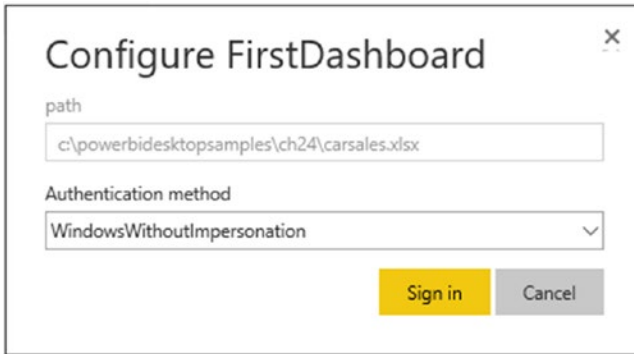 Configure FirstDashboard
path
c:\powerbidesktopsamples\ch24\carsales.xlsx
Authentication method
WindowsWithoutImpersonation
Sign in
Cancel